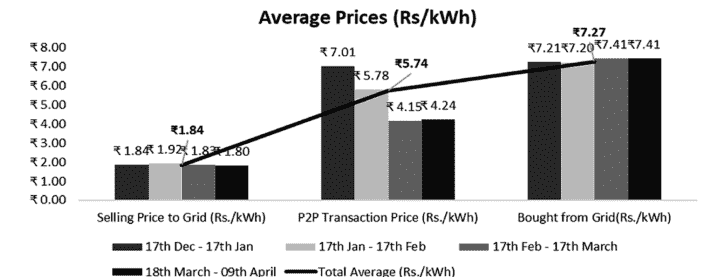 Average Prices (Rs/kWh)
₹ 8.00
₹ 7.00
₹ 6.00
₹ 5.00
₹ 4.00
₹ 3.00
₹ 2.00
₹ 1.00
₹ 0.00
₹ 1.84 ₹ 1.92 ₹ 1.83 ₹ 1.80
₹1.84
₹ 7.01
₹ 5.78
₹ 4.15 ₹ 4.24
₹5.74
₹ 7.21 ₹ 7.20 ₹ 7.41 ₹ 7.41
₹7.27
Selling Price to Grid (Rs./kWh) P2P Transaction Price (Rs./kWh) Bought from Grid(Rs./kWh)
17th Dec - 17th Jan 17th Jan - 17th Feb 17th Feb - 17th March
18th March - 09th April Total Average (Rs./kWh)